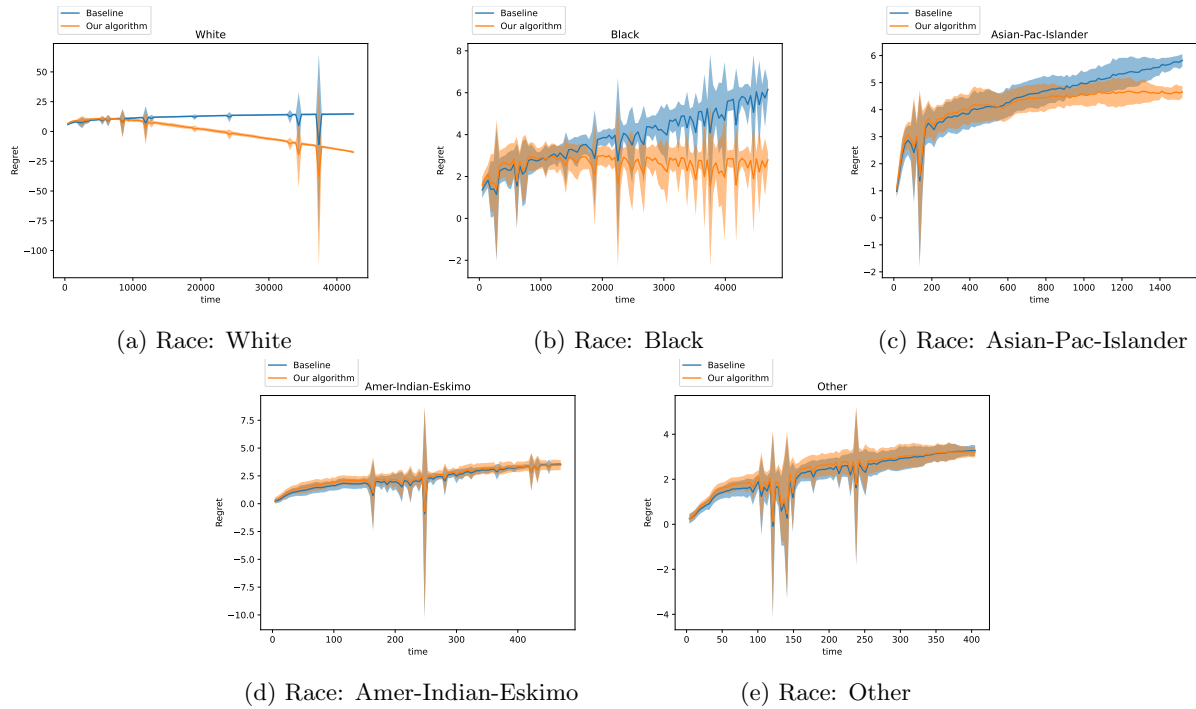 Baseline
Our algorithm
White
Regret
50
25
0
−25
−50
−75
−100
0 10000 20000 30000 40000
time
(a) Race: White
Baseline
Our algorithm
Black
Regret
8
6
4
2
0
−2
0 1000 2000 3000 4000
time
(b) Race: Black
Baseline
Our algorithm
Asian-Pac-Islander
Regret
6
5
4
3
2
1
0
−1
−2
0 200 400 600 800 1000 1200 1400
time
(c) Race: Asian-Pac-Islander
Baseline
Our algorithm
Amer-Indian-Eskimo
Regret
7.5
5.0
2.5
0.0
−2.5
−5.0
−7.5
−10.0
0 100 200 300 400
time
(d) Race: Amer-Indian-Eskimo
Baseline
Our algorithm
Other
Regret
4
2
0
−2
−4
0 50 100 150 200 250 300 350 400
time
(e) Race: Other